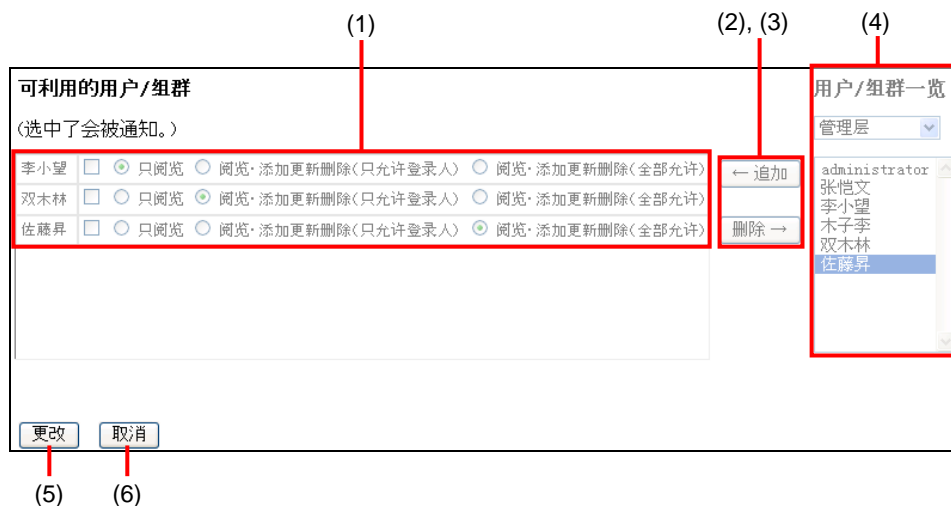 (1) (2), (3) (4)
可利用的用户/组群 用户/组群一览
(选中了会被通知。) 管理层
李小望 只阅览 阅览·添加更新删除(只允许登录人) 阅览·添加更新删除(全部允许) ← 追加 administrator
张恺文
李小望
双木林 只阅览 阅览·添加更新删除(只允许登录人) 阅览·添加更新删除(全部允许) 木子李
佐藤昇 只阅览 阅览·添加更新删除(只允许登录人) 阅览·添加更新删除(全部允许) 删除 → 双木林
佐藤昇
更改 取消
(5) (6)